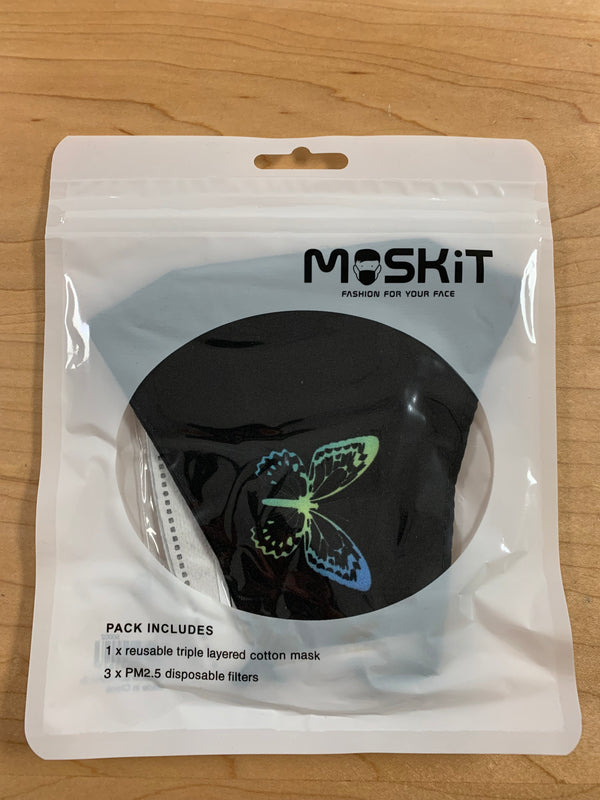 MOSKiT
FASHION FOR YOUR FACE
PACK INCLUDES
1 x reusable triple layered cotton mask
3 x PM2.5 disposable filters